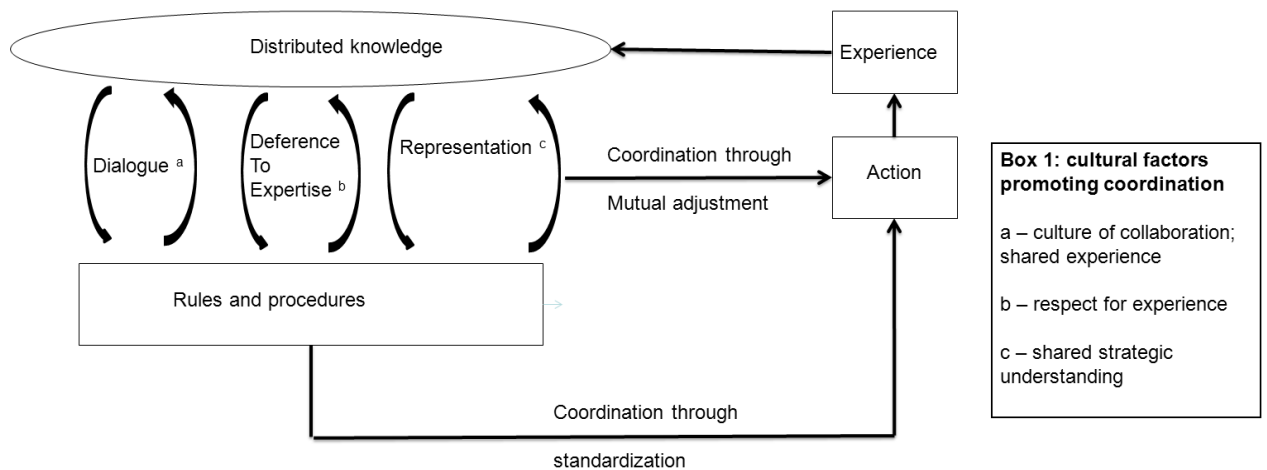 Distributed knowledge
Experience
Dialogue a
Deference
To
Expertise b
Representation c
Coordination through
Mutual adjustment
Action
Rules and procedures
Coordination through
standardization
Box 1: cultural factors
promoting coordination
a – culture of collaboration;
shared experience
b – respect for experience
c – shared strategic
understanding